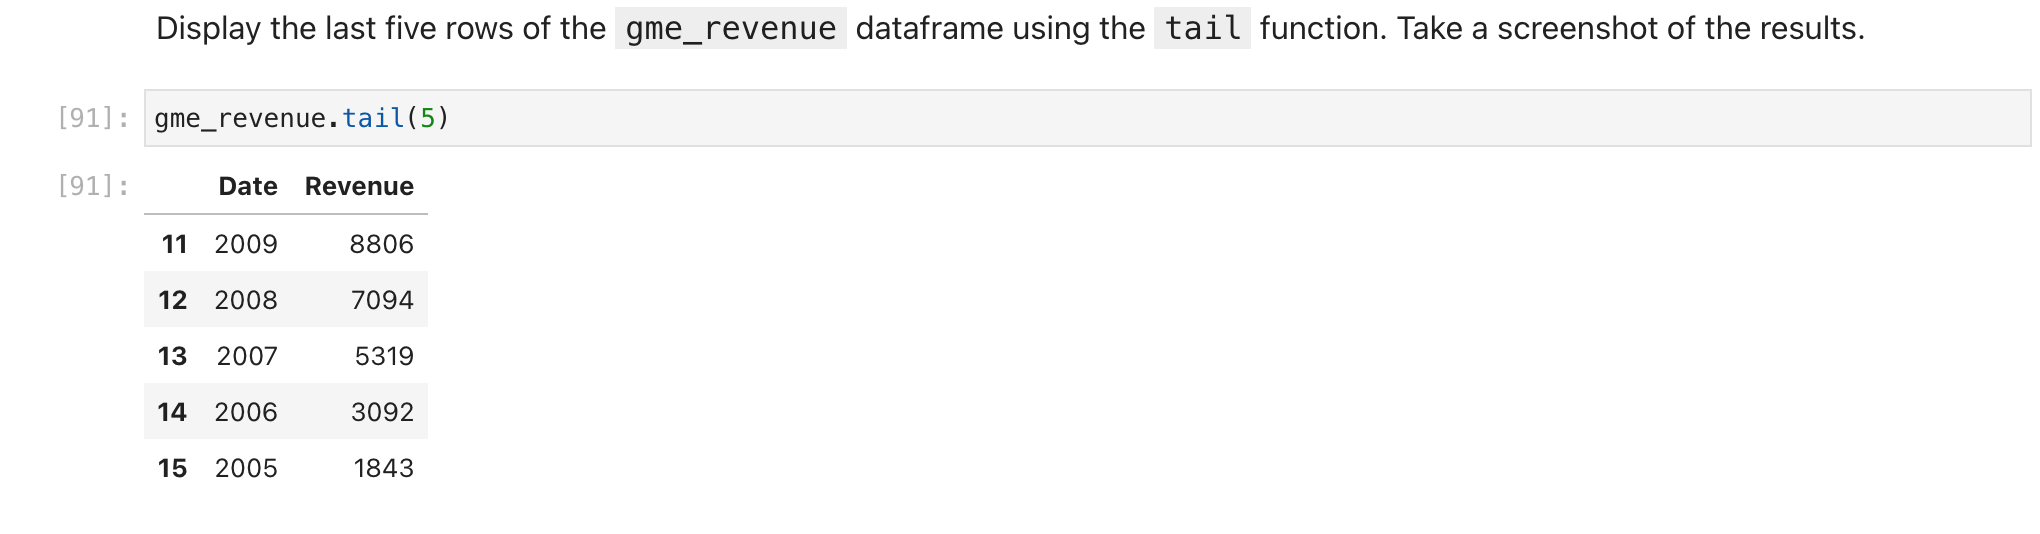 Display the last five rows of the gme_revenue dataframe using the tail function. Take a screenshot of the results.
[91]: gme_revenue.tail(5)
[91]: Date Revenue
11 2009 8806
12 2008 7094
13 2007 5319
14 2006 3092
15 2005 1843